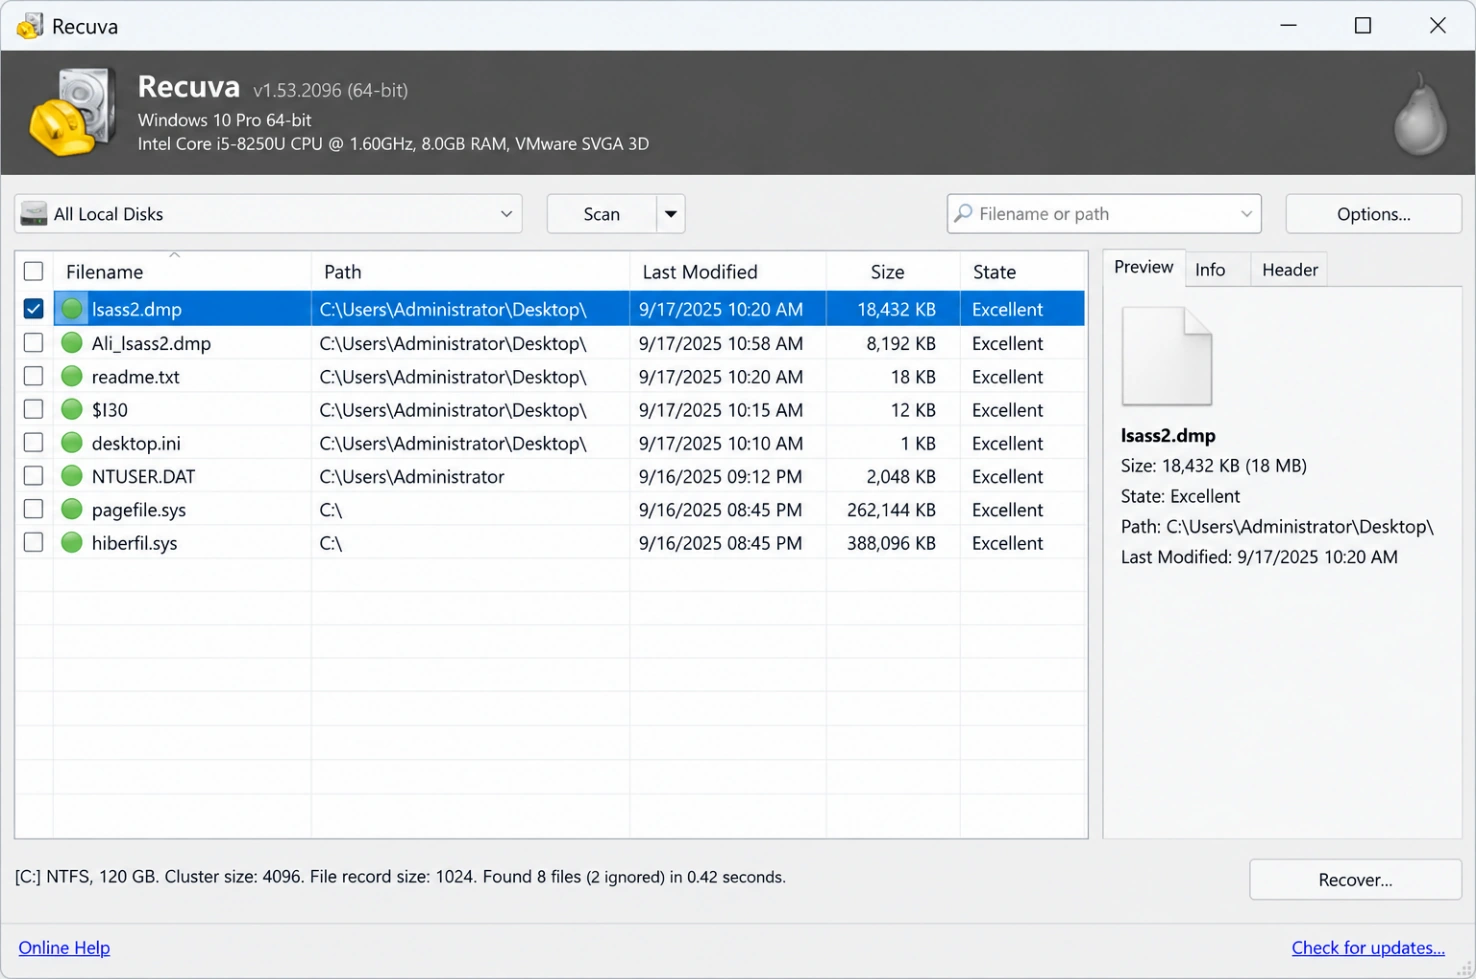 Recuva
Recuva v1.53.2096 (64-bit)
Windows 10 Pro 64-bit
Intel Core i5-8250U CPU @ 1.60GHz, 8.0GB RAM, VMware SVGA 3D
All Local Disks Scan Filename or path Options...
Filename Path Last Modified Size State
lsass2.dmp C:\Users\Administrator\Desktop\ 9/17/2025 10:20 AM 18,432 KB Excellent
Ali_lsass2.dmp C:\Users\Administrator\Desktop\ 9/17/2025 10:58 AM 8,192 KB Excellent
readme.txt C:\Users\Administrator\Desktop\ 9/17/2025 10:20 AM 18 KB Excellent
$I30 C:\Users\Administrator\Desktop\ 9/17/2025 10:15 AM 12 KB Excellent
desktop.ini C:\Users\Administrator\Desktop\ 9/17/2025 10:10 AM 1 KB Excellent
NTUSER.DAT C:\Users\Administrator 9/16/2025 09:12 PM 2,048 KB Excellent
pagefile.sys C:\ 9/16/2025 08:45 PM 262,144 KB Excellent
hiberfil.sys C:\ 9/16/2025 08:45 PM 388,096 KB Excellent
Preview Info Header
lsass2.dmp
Size: 18,432 KB (18 MB)
State: Excellent
Path: C:\Users\Administrator\Desktop\
Last Modified: 9/17/2025 10:20 AM
[C:] NTFS, 120 GB. Cluster size: 4096. File record size: 1024. Found 8 files (2 ignored) in 0.42 seconds.
Recover...
Online Help
Check for updates...